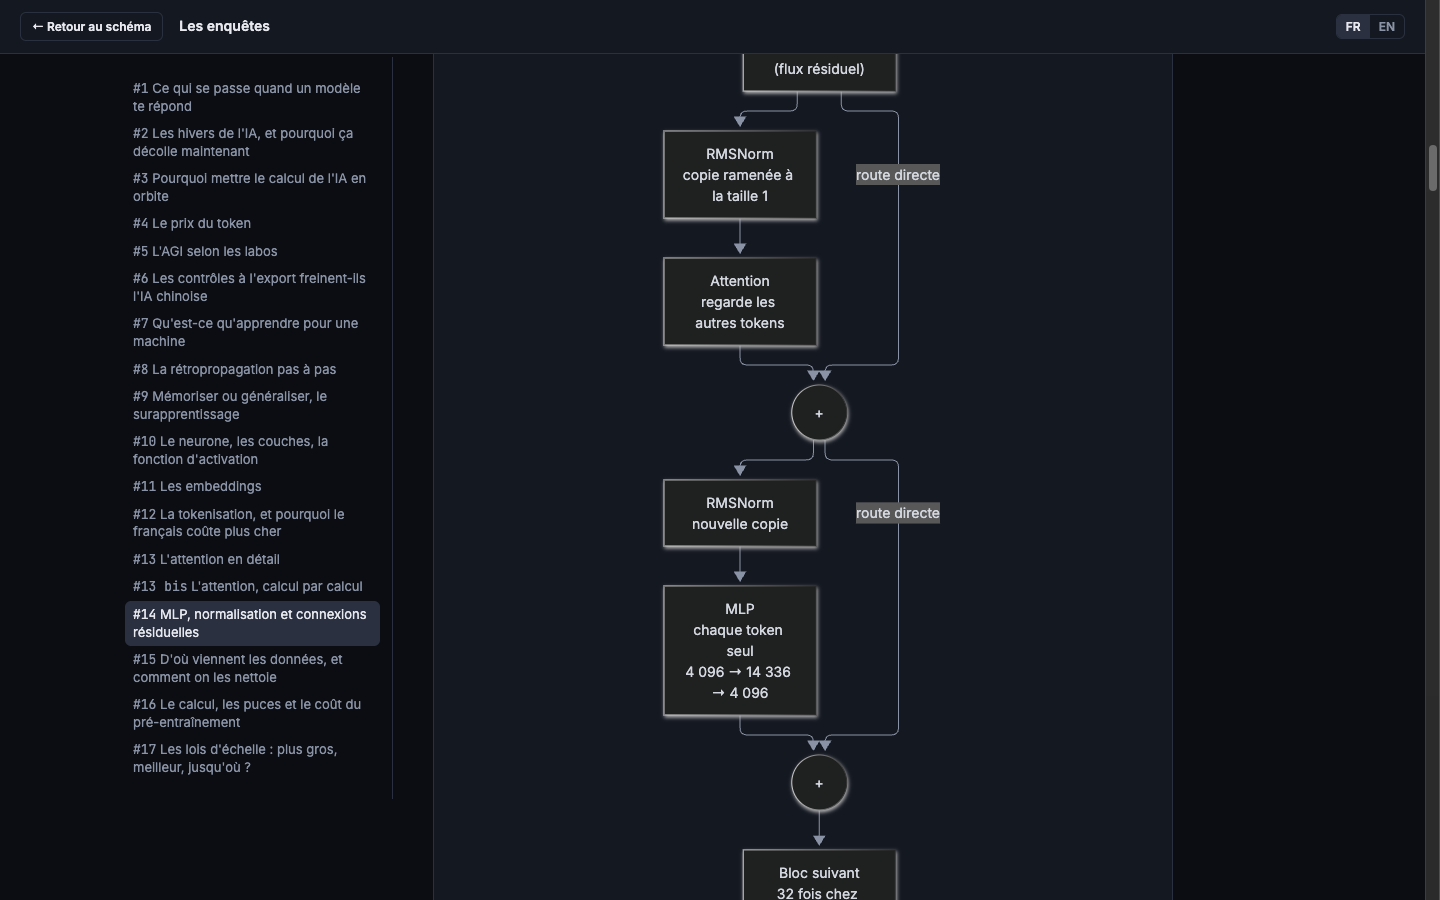 ← Retour au schéma
Les enquêtes
FR
EN
#1 Ce qui se passe quand un modèle
te répond
#2 Les hivers de l'IA, et pourquoi ça
décolle maintenant
#3 Pourquoi mettre le calcul de l'IA en
orbite
#4 Le prix du token
#5 L'AGI selon les labos
#6 Les contrôles à l'export freinent-ils
l'IA chinoise
#7 Qu'est-ce qu'apprendre pour une
machine
#8 La rétropropagation pas à pas
#9 Mémoriser ou généraliser, le
surapprentissage
#10 Le neurone, les couches, la
fonction d'activation
#11 Les embeddings
#12 La tokenisation, et pourquoi le
français coûte plus cher
#13 L'attention en détail
#13 bis L'attention, calcul par calcul
#14 MLP, normalisation et connexions
résiduelles
#15 D'où viennent les données, et
comment on les nettoie
#16 Le calcul, les puces et le coût du
pré-entraînement
#17 Les lois d'échelle : plus gros,
meilleur, jusqu'où ?
(flux résiduel)
RMSNorm
copie ramenée à
la taille 1
route directe
Attention
regarde les
autres tokens
+
RMSNorm
nouvelle copie
route directe
MLP
chaque token
seul
4 096 → 14 336
→ 4 096
+
Bloc suivant
32 fois chez